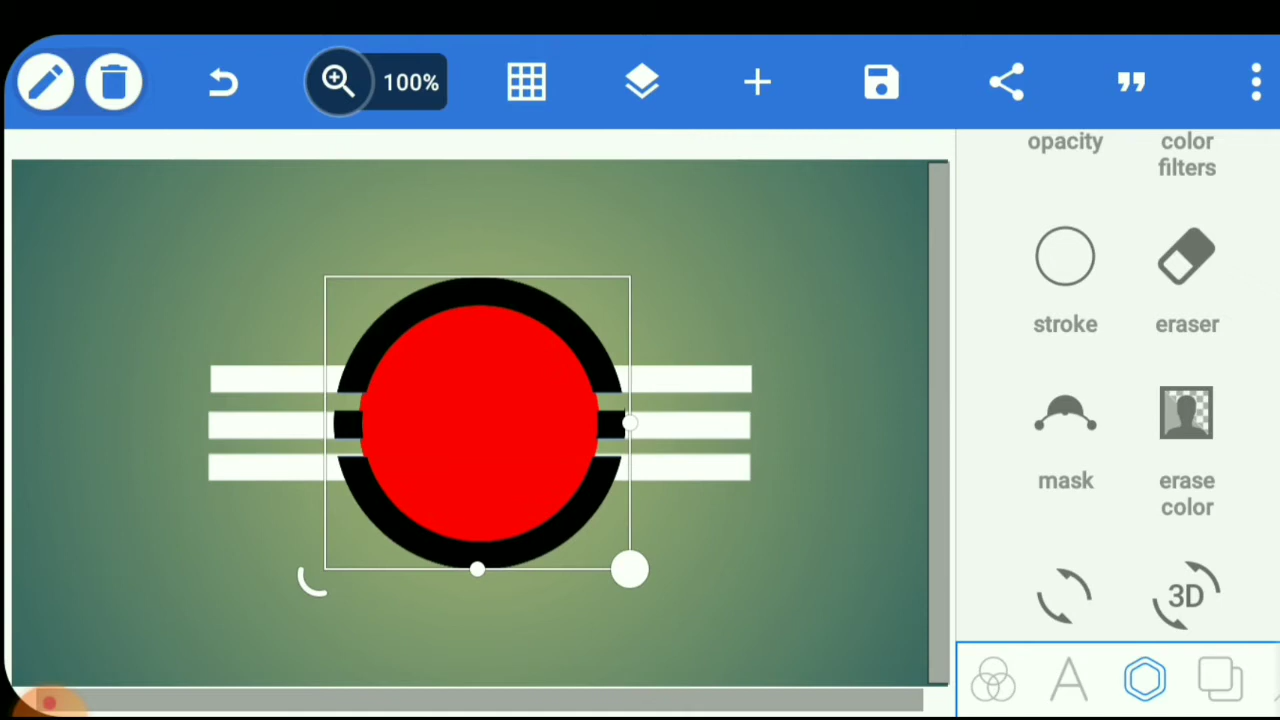 100%
opacity
color
filters
stroke
eraser
mask
erase
color
3D